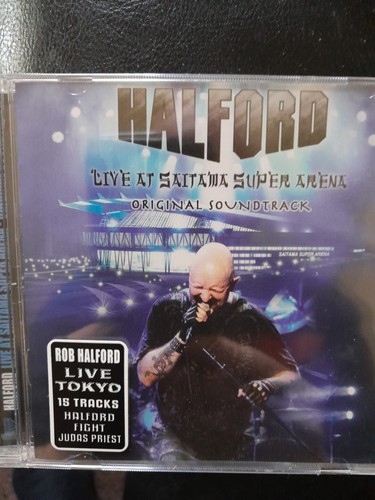 HALFORD
LIVE AT SAITAMA SUPER ARENA
ORIGINAL SOUNDTRACK
SAITAMA SUPER ARENA
ROB HALFORD
LIVE
TOKYO
15 TRACKS
HALFORD
FIGHT
JUDAS PRIEST
HALFORD LIVE AT SAITAMA SUPER ARENA